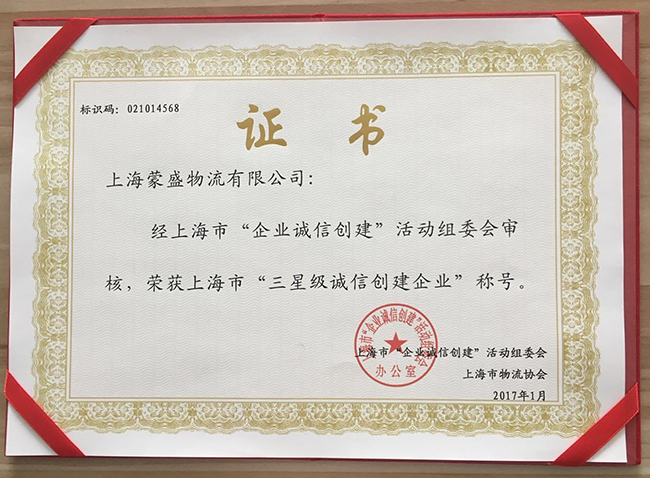 标识码：021014568
证书
上海蒙盛物流有限公司：
经上海市“企业诚信创建”活动组委会审
核，荣获上海市“三星级诚信创建企业”称号。
上海市“企业诚信创建”活动组委会
办公室
上海市“企业诚信创建”活动组委会
上海市物流协会
2017年1月